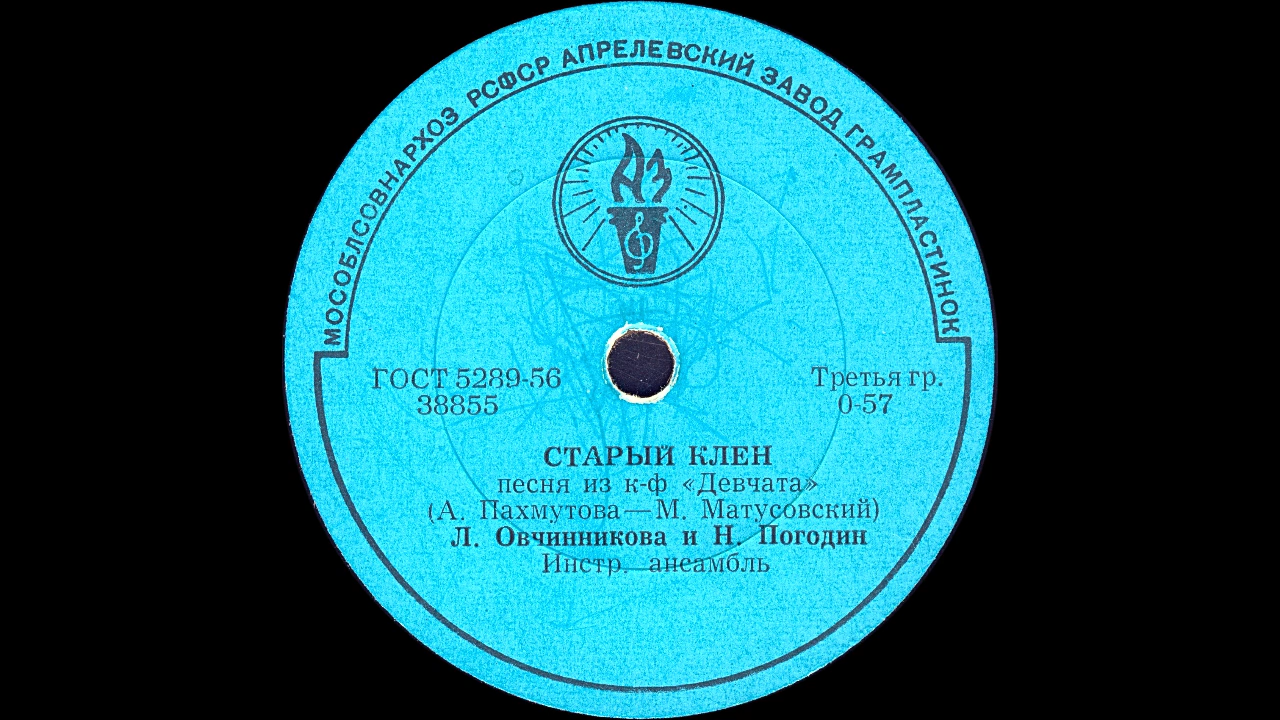 МОСОБЛСОВНАРХОЗ РСФСР АПРЕЛЕВСКИЙ ЗАВОД ГРАМПЛАСТИНОК
АЗ
ГОСТ 5289-56
38855
Третья гр.
0-57
СТАРЫЙ КЛЕН
песня из к-ф «Девчата»
(А. Пахмутова—М. Матусовский)
Л. Овчинникова и Н. Погодин
Инстр. ансамбль